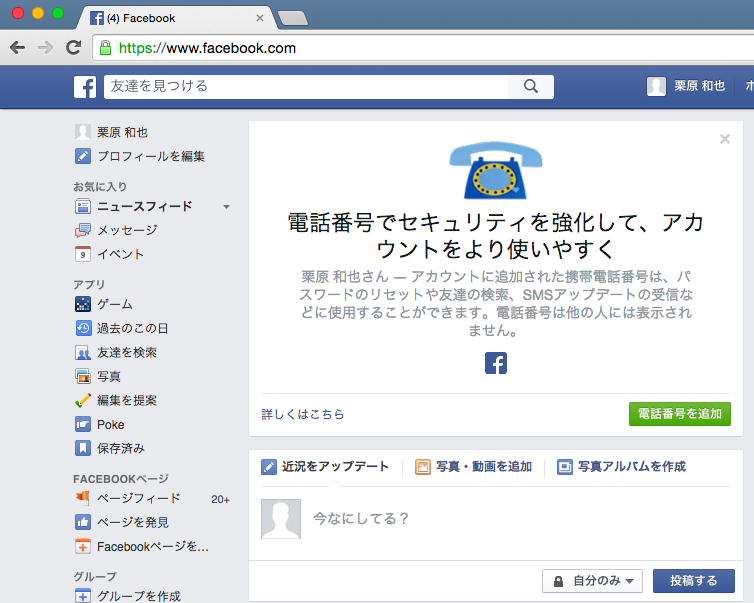 (4) Facebook
https://www.facebook.com
友達を見つける
栗原 和也
栗原 和也
プロフィールを編集
お気に入り
ニュースフィード
メッセージ
9
イベント
アプリ
ゲーム
過去のこの日
友達を検索
写真
編集を提案
Poke
保存済み
FACEBOOKページ
ページフィード 20+
ページを発見
Facebookページを...
グループ
グループを作成
電話番号でセキュリティを強化して、アカ
ウントをより使いやすく
栗原 和也さん — アカウントに追加された携帯電話番号は、パ
スワードのリセットや友達の検索、SMSアップデートの受信な
どに使用することができます。電話番号は他の人には表示され
ません。
詳しくはこちら
電話番号を追加
近況をアップデート
写真・動画を追加
写真アルバムを作成
今なにしてる？
自分のみ
投稿する